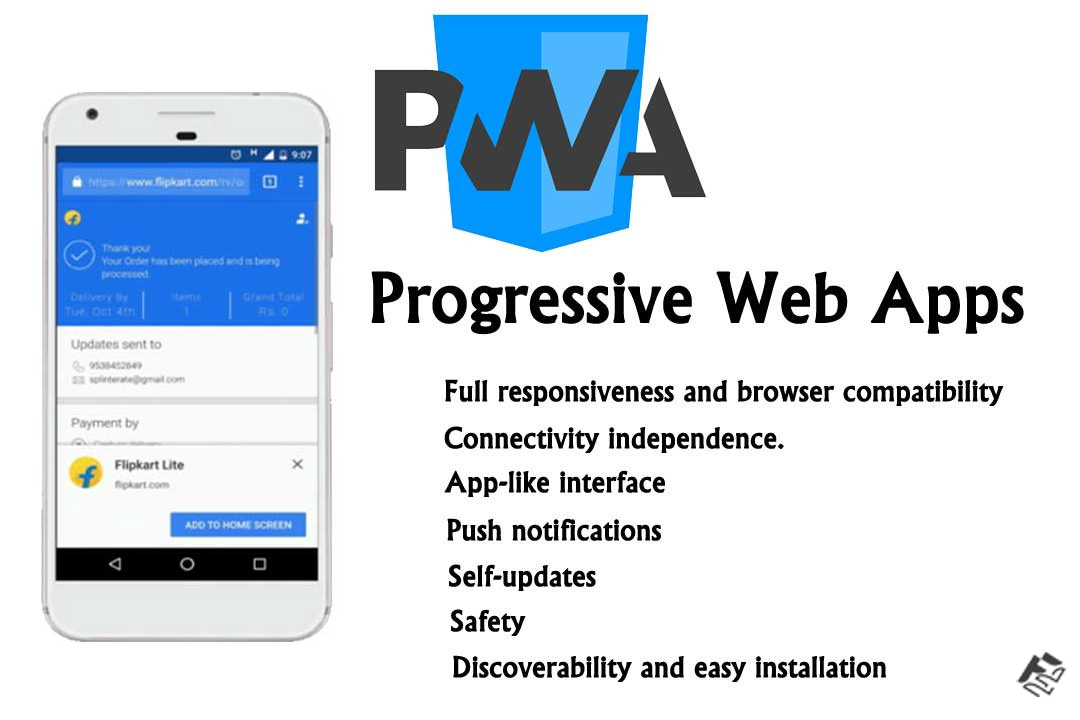 PWA
Progressive Web Apps
Full responsiveness and browser compatibility
Connectivity independence.
App-like interface
Push notifications
Self-updates
Safety
Discoverability and easy installation
9:07
https://www.flipkart.com/rv/o
Thank you!
Your Order has been placed and is being
processed.
Delivery By Items Grand Total
Tue, Oct 4th 1 Rs. 0
Updates sent to
9538452649
splinterate@gmail.com
Payment by
Flipkart Lite
flipkart.com
ADD TO HOME SCREEN